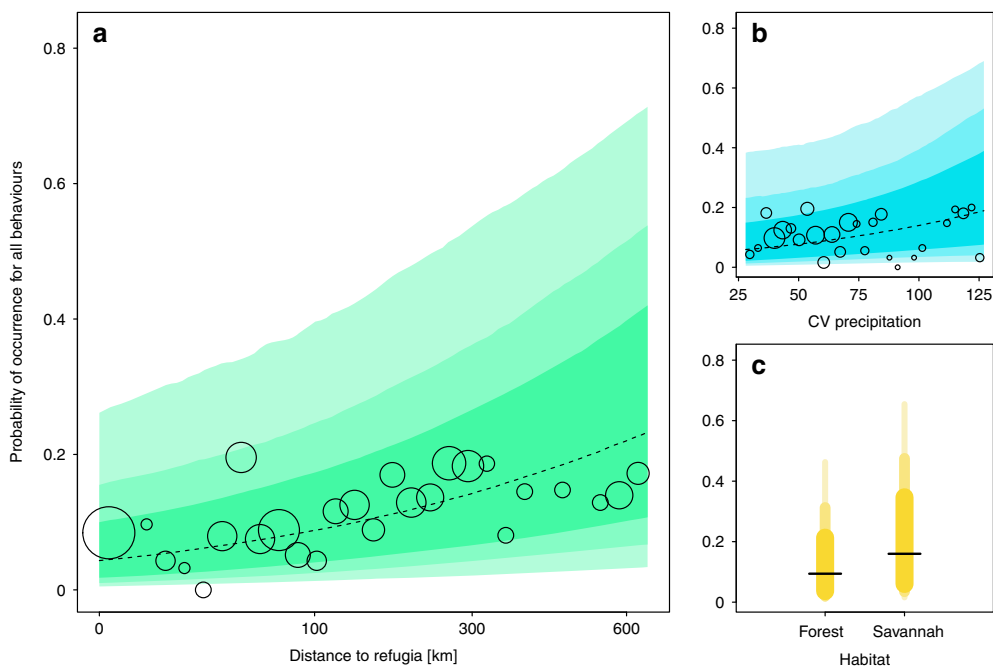 a
Probability of occurrence for all behaviours
0.8
0.6
0.4
0.2
0
0 100 300 600
Distance to refugia [km]
b
0.8
0.6
0.4
0.2
0
25 50 75 100 125
CV precipitation
c
0.8
0.6
0.4
0.2
0
Forest Savannah
Habitat